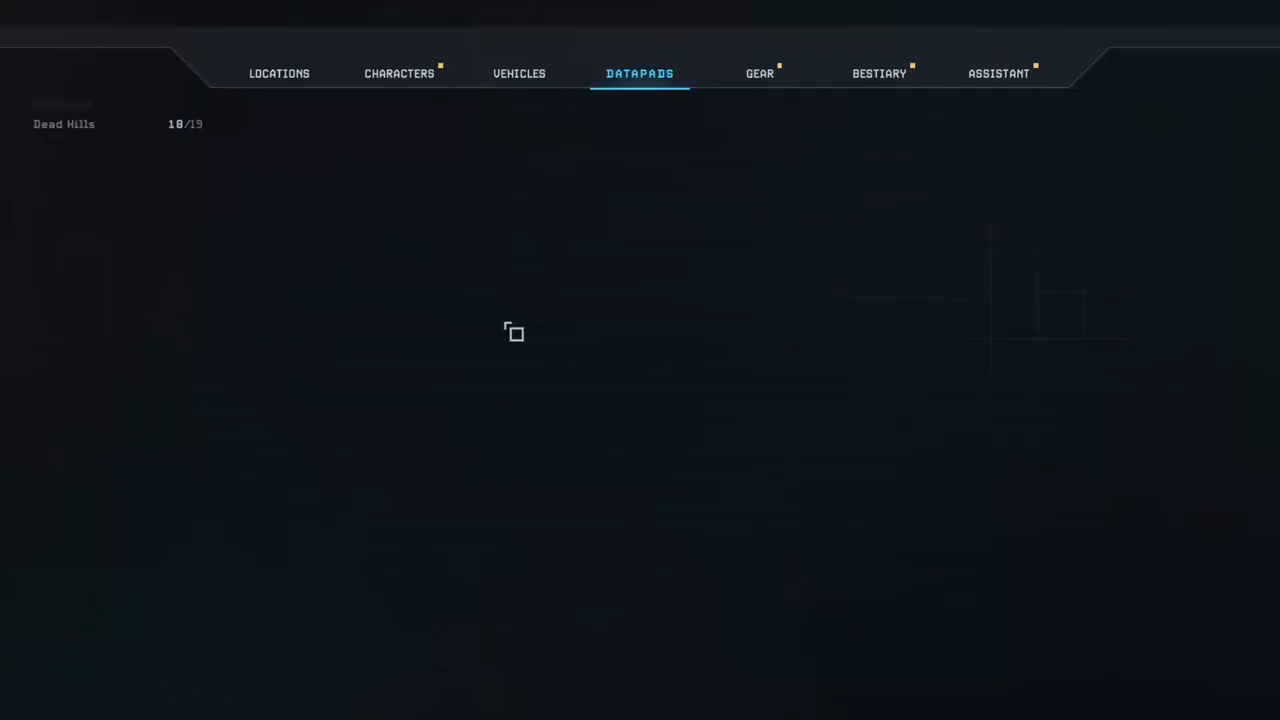 LOCATIONS CHARACTERS VEHICLES DATAPADS GEAR BESTIARY ASSISTANT
Dead Hills 18/19